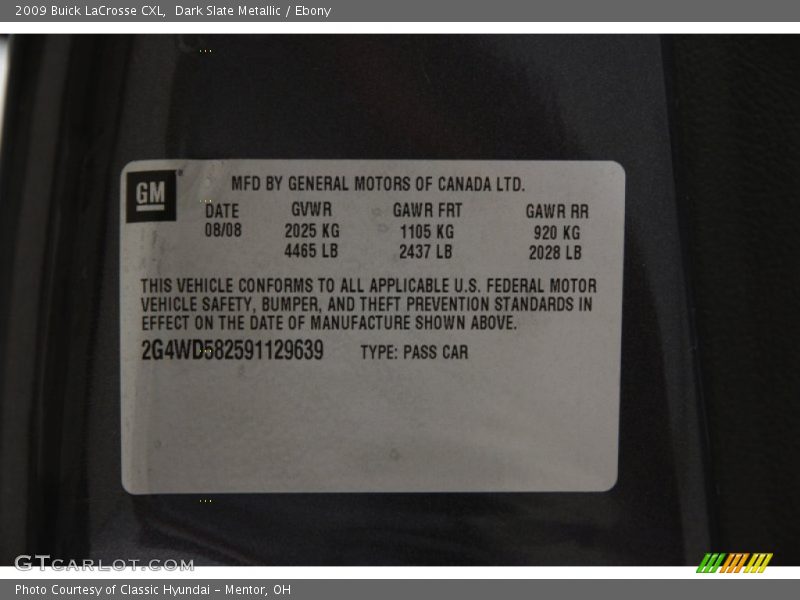 2009 Buick LaCrosse CXL, Dark Slate Metallic / Ebony
GM
MFD BY GENERAL MOTORS OF CANADA LTD.
DATE GVWR GAWR FRT GAWR RR
08/08 2025 KG 1105 KG 920 KG
4465 LB 2437 LB 2028 LB
THIS VEHICLE CONFORMS TO ALL APPLICABLE U.S. FEDERAL MOTOR
VEHICLE SAFETY, BUMPER, AND THEFT PREVENTION STANDARDS IN
EFFECT ON THE DATE OF MANUFACTURE SHOWN ABOVE.
2G4WD582591129639 TYPE: PASS CAR
GTCARLOT.COM
Photo Courtesy of Classic Hyundai - Mentor, OH